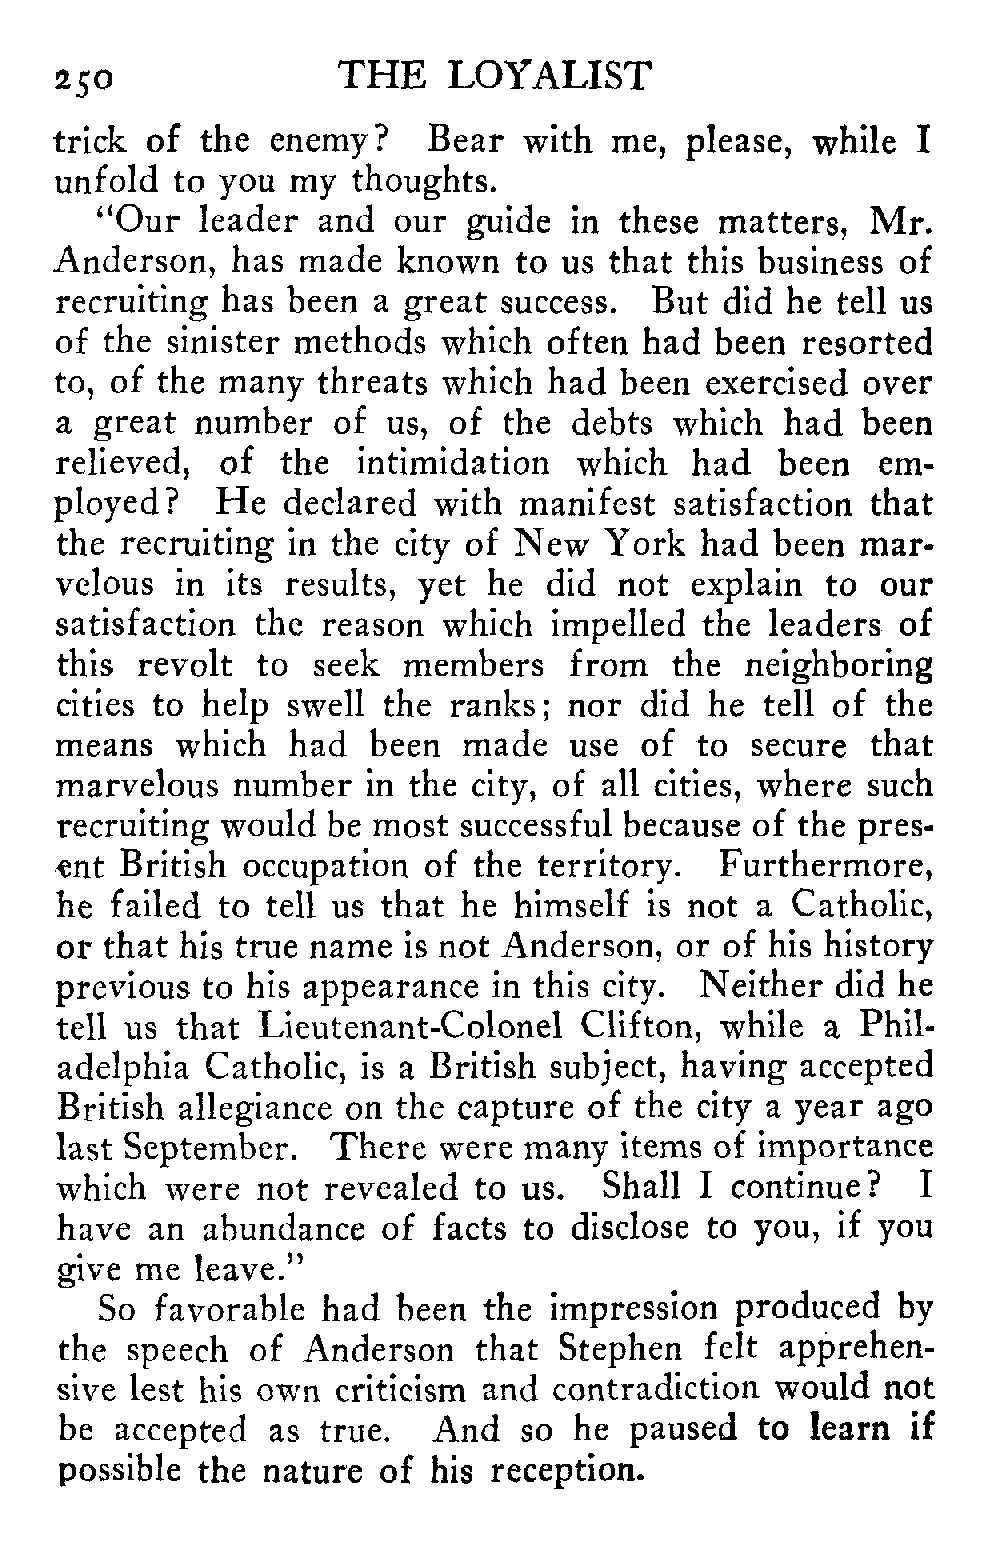 250 THE LOYALIST
trick of the enemy? Bear with me, please, while I
unfold to you my thoughts.
"Our leader and our guide in these matters, Mr.
Anderson, has made known to us that this business of
recruiting has been a great success. But did he tell us
of the sinister methods which often had been resorted
to, of the many threats which had been exercised over
a great number of us, of the debts which had been
relieved, of the intimidation which had been em-
ployed? He declared with manifest satisfaction that
the recruiting in the city of New York had been mar-
velous in its results, yet he did not explain to our
satisfaction the reason which impelled the leaders of
this revolt to seek members from the neighboring
cities to help swell the ranks; nor did he tell of the
means which had been made use of to secure that
marvelous number in the city, of all cities, where such
recruiting would be most successful because of the pres-
ent British occupation of the territory. Furthermore,
he failed to tell us that he himself is not a Catholic,
or that his true name is not Anderson, or of his history
previous to his appearance in this city. Neither did he
tell us that Lieutenant-Colonel Clifton, while a Phil-
adelphia Catholic, is a British subject, having accepted
British allegiance on the capture of the city a year ago
last September. There were many items of importance
which were not revealed to us. Shall I continue? I
have an abundance of facts to disclose to you, if you
give me leave."
So favorable had been the impression produced by
the speech of Anderson that Stephen felt apprehen-
sive lest his own criticism and contradiction would not
be accepted as true. And so he paused to learn if
possible the nature of his reception.